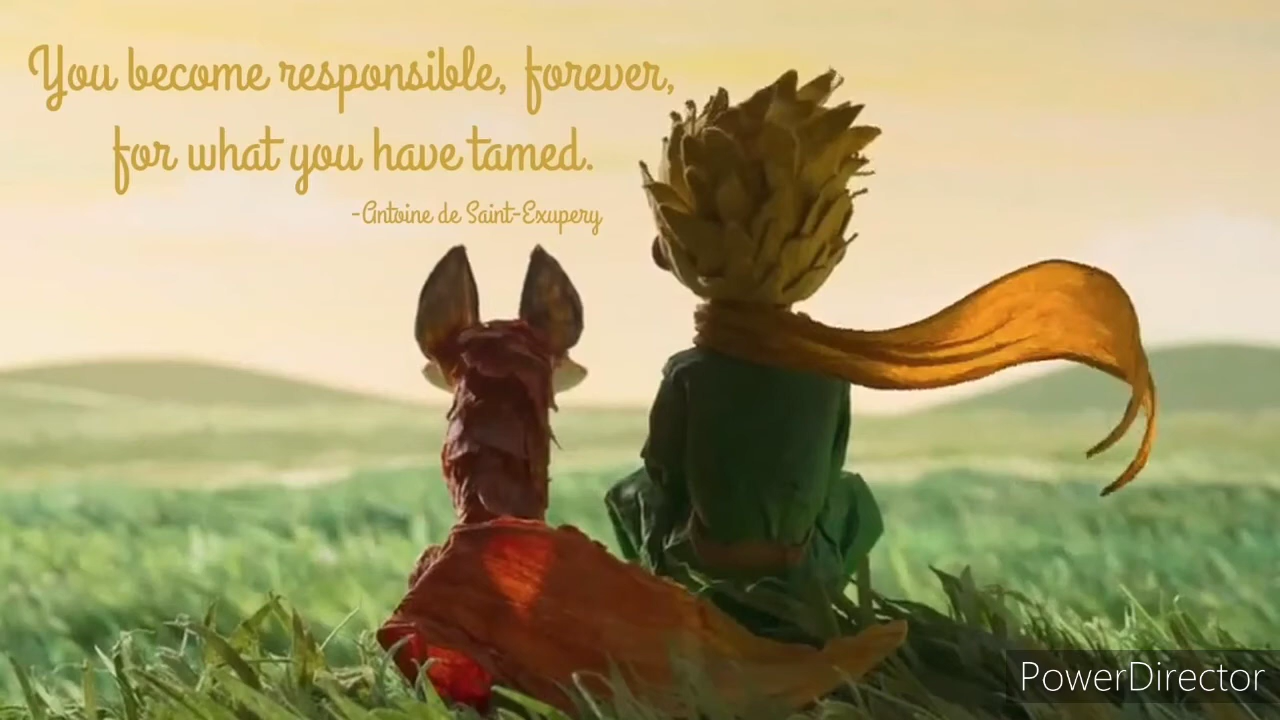 You become responsible, forever,
for what you have tamed.
-Antoine de Saint-Exupery
PowerDirector